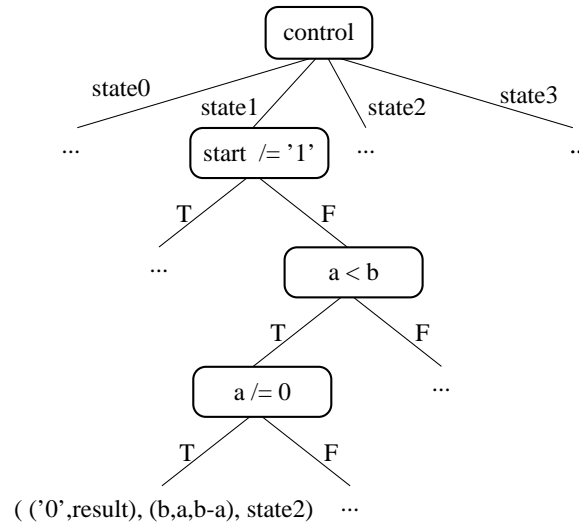 control
state0
state1
state2
state3
...
start /= '1'
...
..
T
F
...
a < b
T
F
a /= 0
...
T
F
( ('0',result), (b,a,b-a), state2)
...